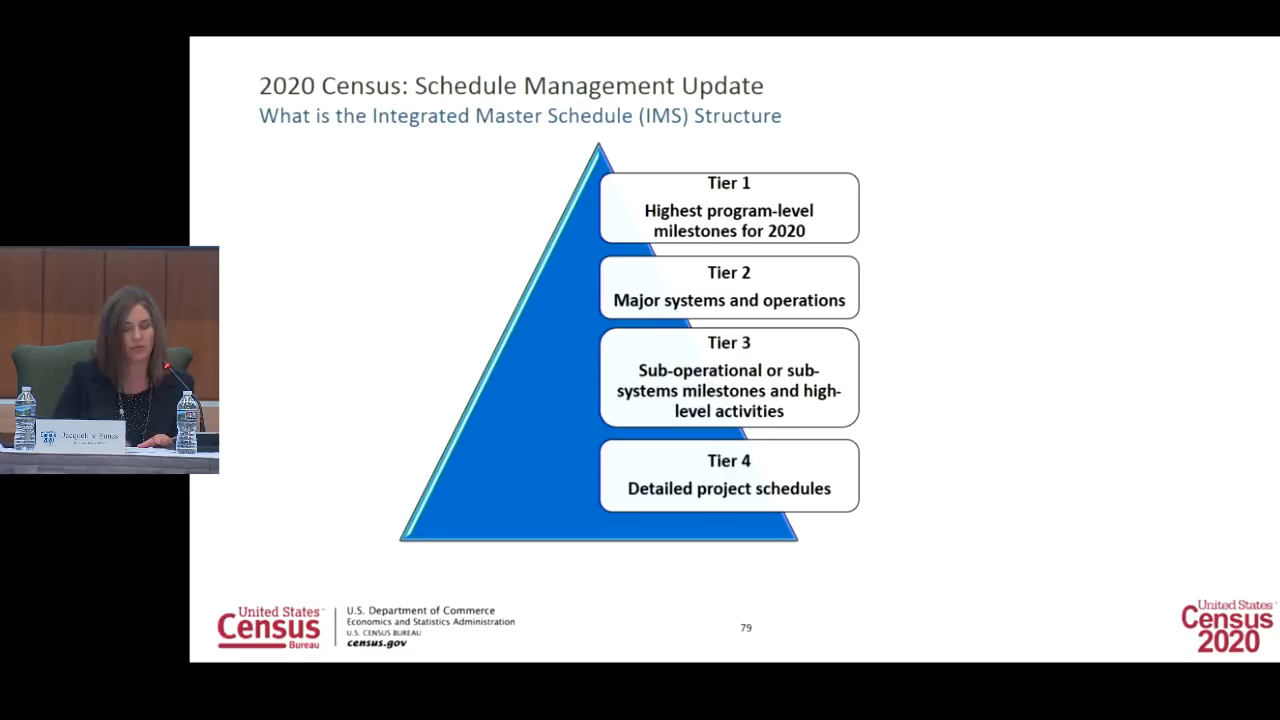 2020 Census: Schedule Management Update
What is the Integrated Master Schedule (IMS) Structure
Tier 1
Highest program-level
milestones for 2020
Tier 2
Major systems and operations
Tier 3
Sub-operational or sub-
systems milestones and high-
level activities
Tier 4
Detailed project schedules
United States
Census
Bureau
U.S. Department of Commerce
Economics and Statistics Administration
U.S. CENSUS BUREAU
census.gov
79
United States
Census
2020